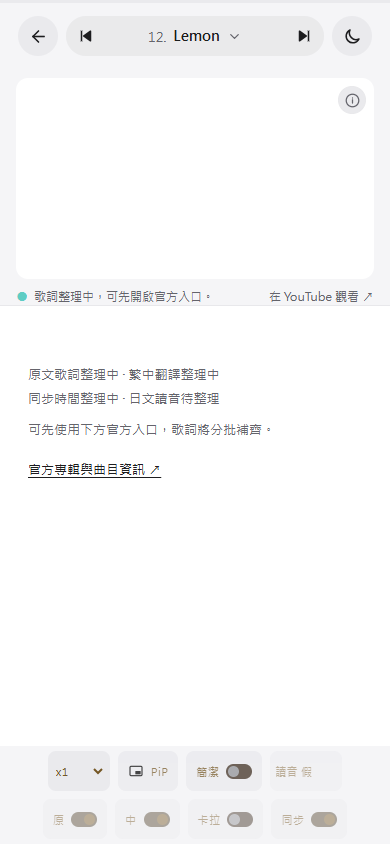 12. Lemon
歌詞整理中，可先開啟官方入口。 在 YouTube 觀看 ↗
原文歌詞整理中 · 繁中翻譯整理中
同步時間整理中 · 日文讀音待整理
可先使用下方官方入口，歌詞將分批補齊。
官方專輯與曲目資訊 ↗
x1 PiP 簡潔 讀音 假
原 中 卡拉 同步